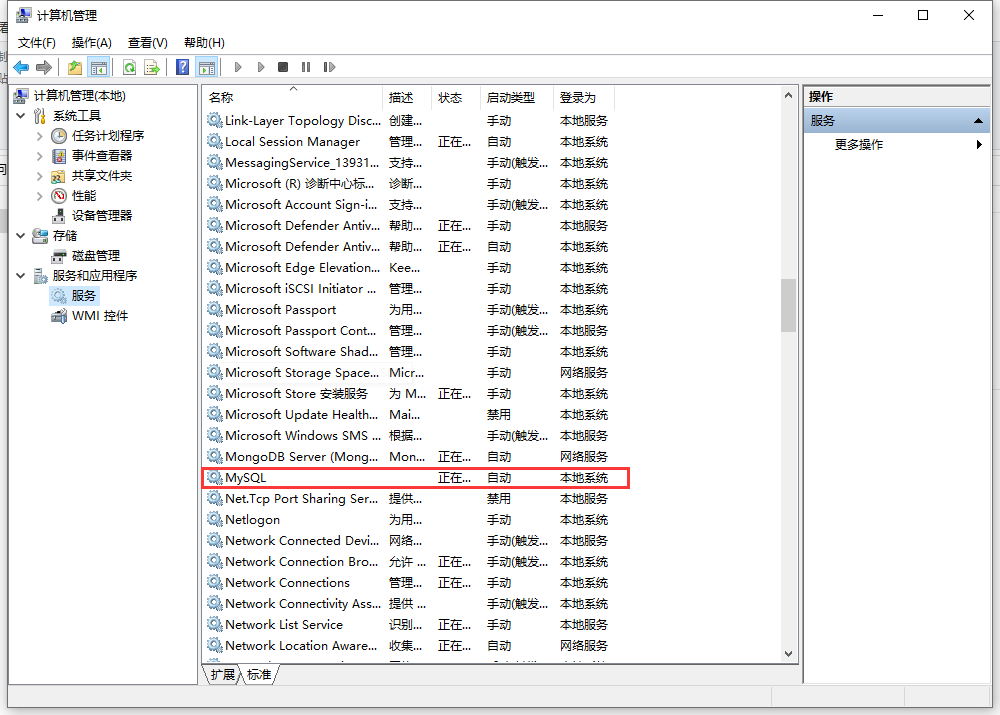 计算机管理
文件(F) 操作(A) 查看(V) 帮助(H)
计算机管理(本地)
系统工具
任务计划程序
事件查看器
共享文件夹
性能
设备管理器
存储
磁盘管理
服务和应用程序
服务
WMI 控件
名称 描述 状态 启动类型 登录为
Link-Layer Topology Disc... 创建... 手动 本地服务
Local Session Manager 管理... 正在... 自动 本地系统
MessagingService_13931... 支持... 手动(触发... 本地系统
Microsoft (R) 诊断中心标... 诊断... 手动 本地系统
Microsoft Account Sign-i... 支持... 手动(触发... 本地系统
Microsoft Defender Antiv... 帮助... 正在... 手动 本地服务
Microsoft Defender Antiv... 帮助... 正在... 自动 本地系统
Microsoft Edge Elevation... Kee... 手动 本地系统
Microsoft iSCSI Initiator ... 管理... 手动 本地系统
Microsoft Passport 为用... 手动(触发... 本地系统
Microsoft Passport Cont... 管理... 手动(触发... 本地服务
Microsoft Software Shad... 管理... 手动 本地系统
Microsoft Storage Space... Micr... 手动 网络服务
Microsoft Store 安装服务 为 M... 正在... 手动 本地系统
Microsoft Update Health... Mai... 禁用 本地系统
Microsoft Windows SMS ... 根据... 手动(触发... 本地服务
MongoDB Server (Mong... Mon... 正在... 自动 网络服务
MySQL 正在... 自动 本地系统
Net.Tcp Port Sharing Ser... 提供... 禁用 本地服务
Netlogon 为用... 手动 本地系统
Network Connected Devi... 网络... 手动(触发... 本地服务
Network Connection Bro... 允许 ... 正在... 手动(触发... 本地系统
Network Connections 管理... 正在... 手动 本地系统
Network Connectivity Ass... 提供 ... 手动(触发... 本地系统
Network List Service 识别... 正在... 手动 本地服务
Network Location Aware... 收集... 正在... 自动 网络服务
扩展 标准
操作
服务
更多操作